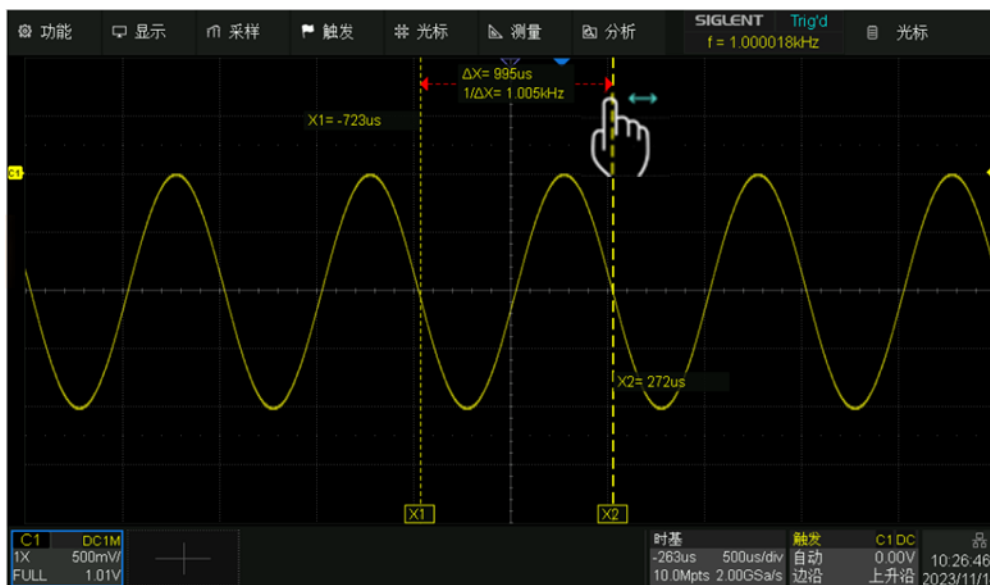 功能 显示 采样 触发 光标 测量 分析 SIGLENT Trig'd 光标
f = 1.000018kHz
ΔX= 995us
1/ΔX= 1.005kHz
X1= -723us
C1
X2= 272us
X1 X2
C1 DC1M
1X 500mV/
FULL 1.01V
时基
-263us 500us/div
10.0Mpts 2.00GSa/s
触发 C1 DC
自动 0.00V
边沿 上升沿
10:26:46